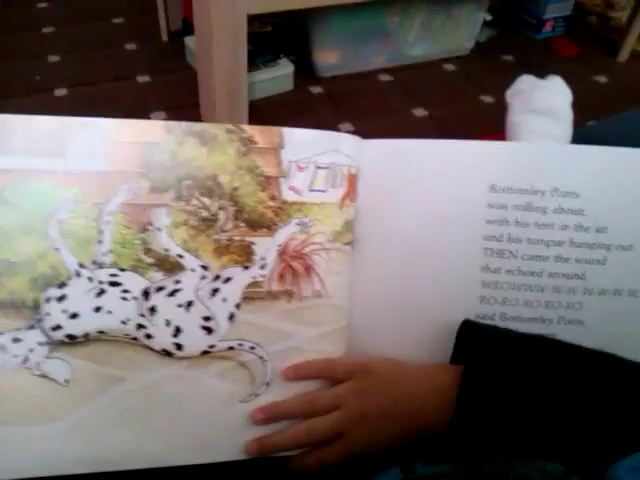 Bottomley Potts
was rolling about,
with his feet in the air
and his tongue hanging out.
THEN came the sound
that echoed around.
RO-RO-RO-RO-RO
said Bottomley Potts